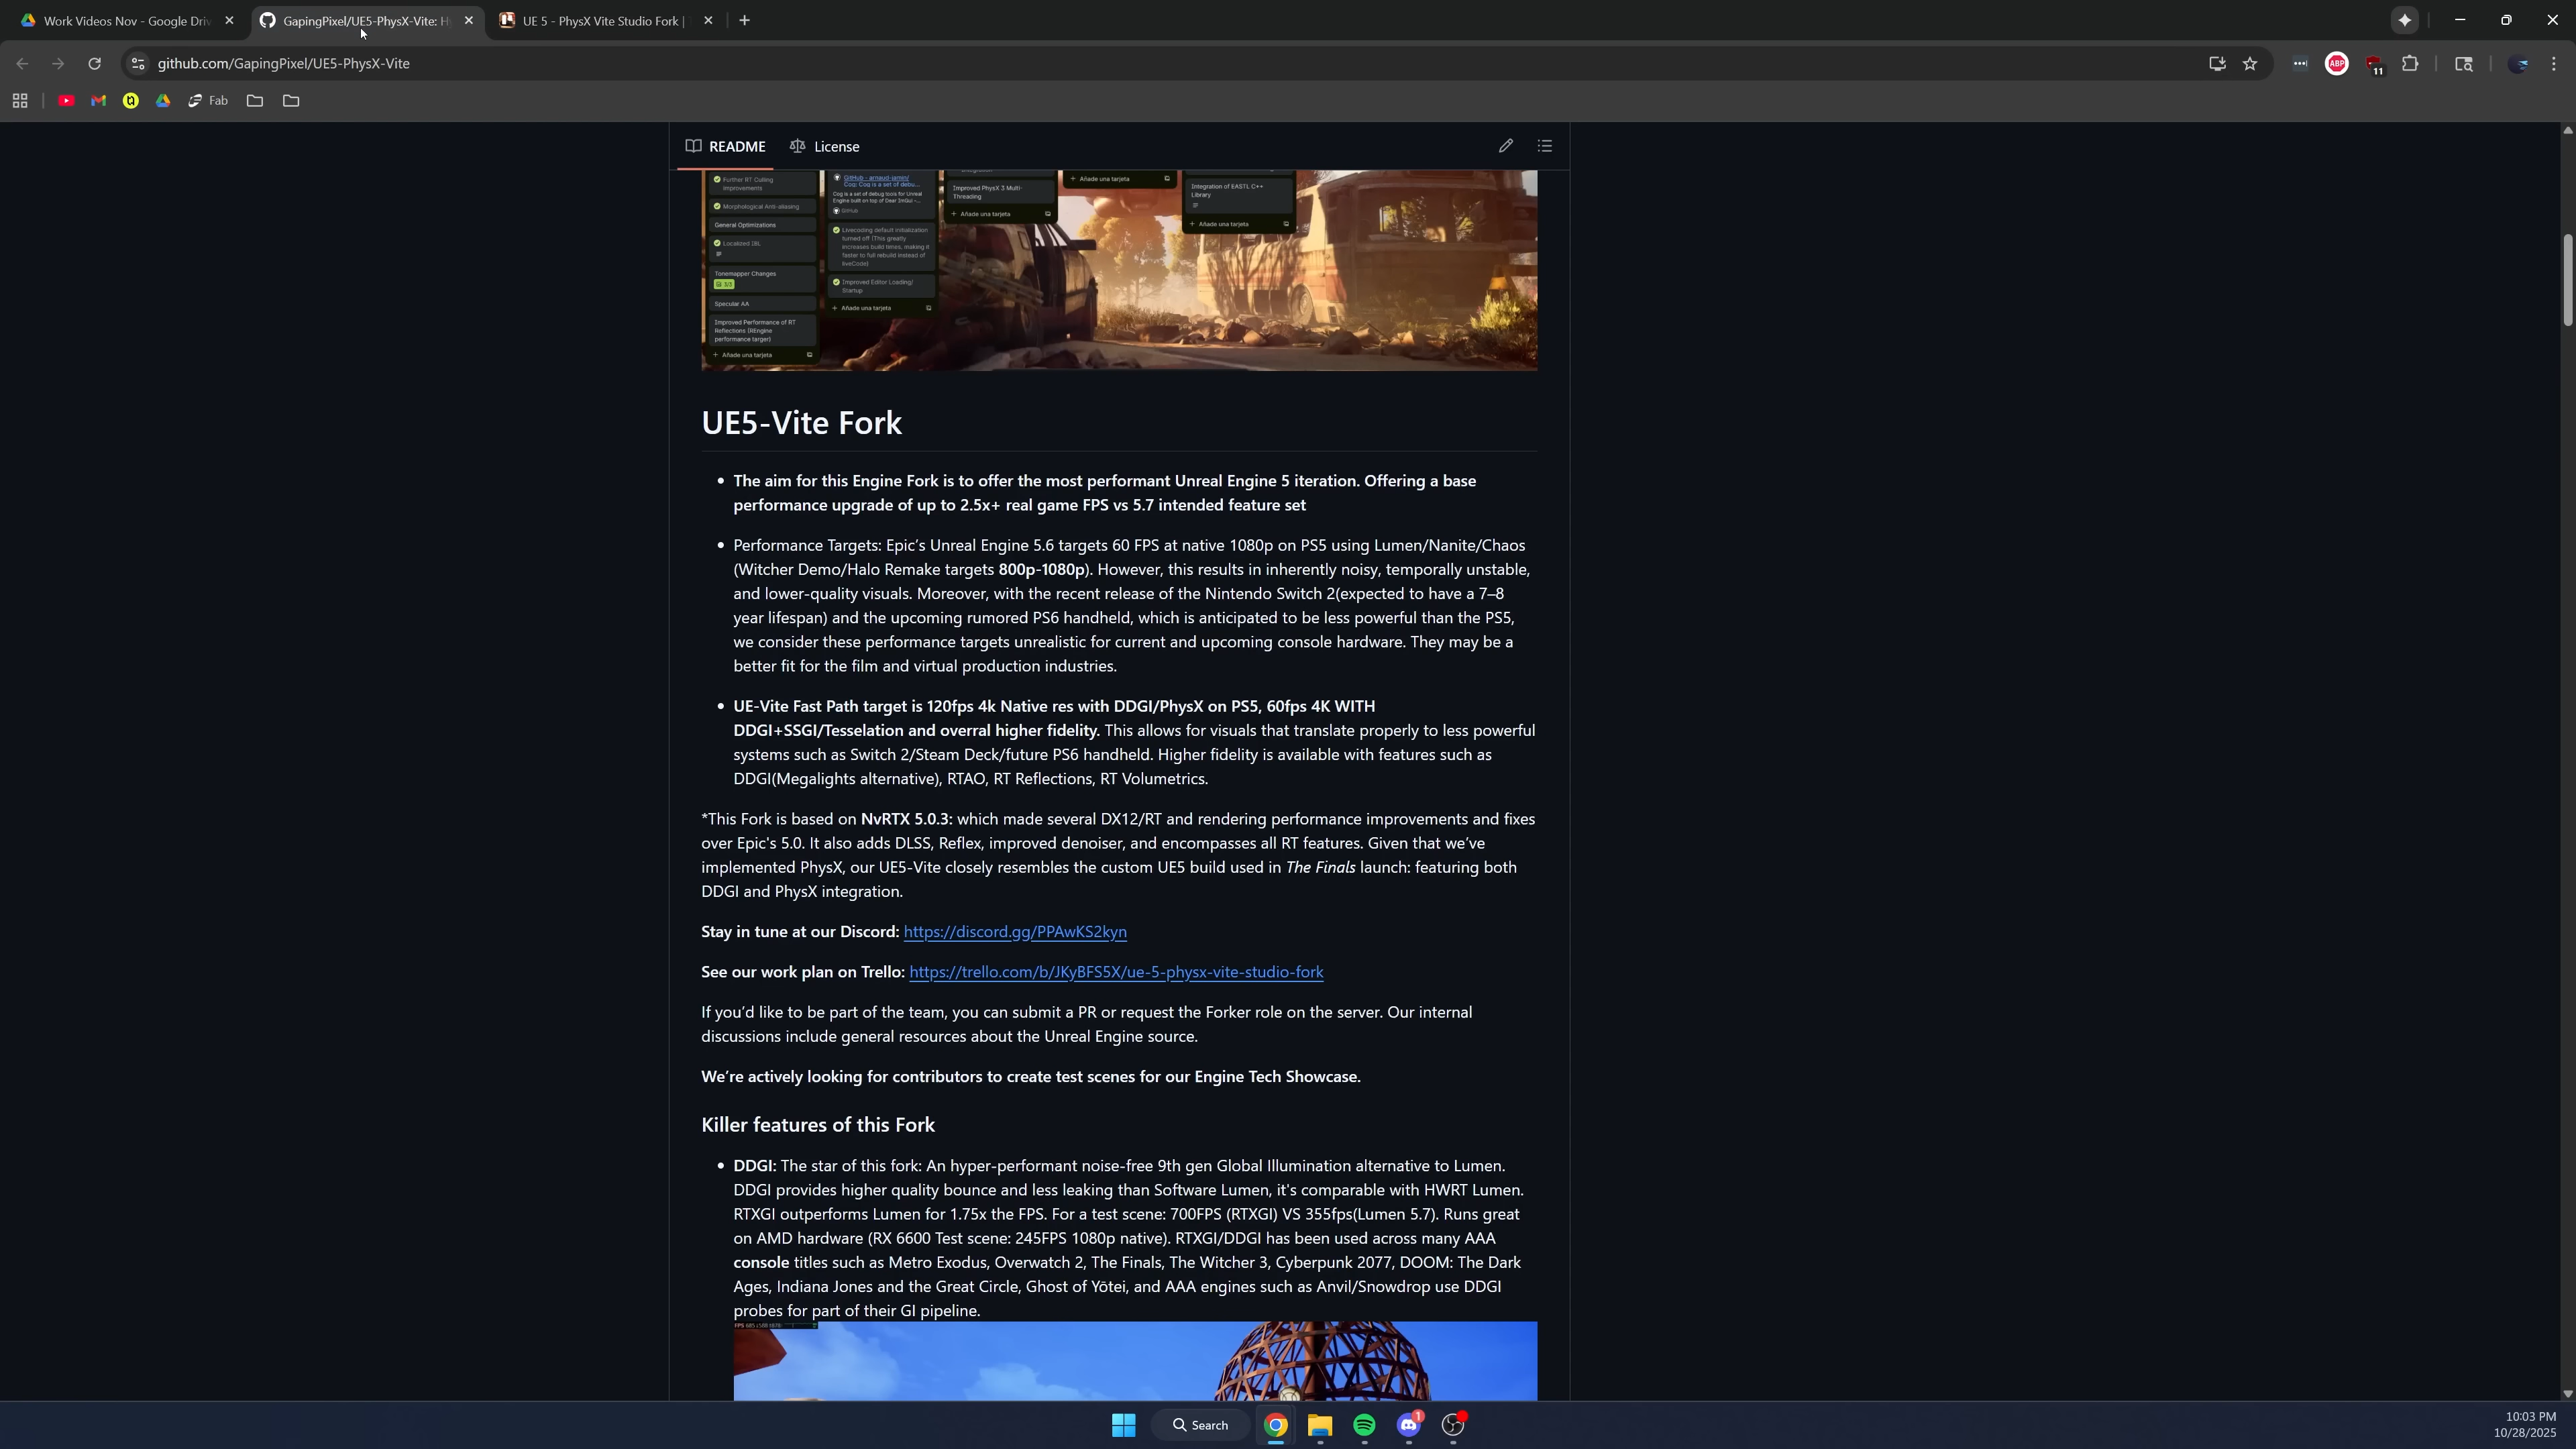 Work Videos Nov - Google Driv
GapingPixel/UE5-PhysX-Vite: H
UE 5 - PhysX Vite Studio Fork |
github.com/GapingPixel/UE5-PhysX-Vite
ABP
11
Fab
README
License
Further RT Culling
improvements
Morphological Anti-aliasing
General Optimizations
Localized IBL
Tonemapper Changes
3/3
Specular AA
Improved Performance of RT
Reflections (REngine
performance targer)
+ Añade una tarjeta
GitHub - arnaud-jamin/
Cog: Cog is a set of debu...
Cog is a set of debug tools for Unreal
Engine built on top of Dear ImGui -...
GitHub
Livecoding default initialization
turned off (This greatly
increases build times, making it
faster to full rebuild instead of
liveCode)
Improved Editor Loading/
Startup
+ Añade una tarjeta
Improved PhysX 3 Multi-
Threading
+ Añade una tarjeta
+ Añade una tarjeta
Integration of EASTL C++
Library
+ Añade una tarjeta
UE5-Vite Fork
• The aim for this Engine Fork is to offer the most performant Unreal Engine 5 iteration. Offering a base
performance upgrade of up to 2.5x+ real game FPS vs 5.7 intended feature set
• Performance Targets: Epic's Unreal Engine 5.6 targets 60 FPS at native 1080p on PS5 using Lumen/Nanite/Chaos
(Witcher Demo/Halo Remake targets 800p-1080p). However, this results in inherently noisy, temporally unstable,
and lower-quality visuals. Moreover, with the recent release of the Nintendo Switch 2(expected to have a 7–8
year lifespan) and the upcoming rumored PS6 handheld, which is anticipated to be less powerful than the PS5,
we consider these performance targets unrealistic for current and upcoming console hardware. They may be a
better fit for the film and virtual production industries.
• UE-Vite Fast Path target is 120fps 4k Native res with DDGI/PhysX on PS5, 60fps 4K WITH
DDGI+SSGI/Tesselation and overral higher fidelity. This allows for visuals that translate properly to less powerful
systems such as Switch 2/Steam Deck/future PS6 handheld. Higher fidelity is available with features such as
DDGI(Megalights alternative), RTAO, RT Reflections, RT Volumetrics.
*This Fork is based on NvRTX 5.0.3: which made several DX12/RT and rendering performance improvements and fixes
over Epic's 5.0. It also adds DLSS, Reflex, improved denoiser, and encompasses all RT features. Given that we've
implemented PhysX, our UE5-Vite closely resembles the custom UE5 build used in The Finals launch: featuring both
DDGI and PhysX integration.
Stay in tune at our Discord: https://discord.gg/PPAwKS2kyn
See our work plan on Trello: https://trello.com/b/JKyBFS5X/ue-5-physx-vite-studio-fork
If you'd like to be part of the team, you can submit a PR or request the Forker role on the server. Our internal
discussions include general resources about the Unreal Engine source.
We're actively looking for contributors to create test scenes for our Engine Tech Showcase.
Killer features of this Fork
• DDGI: The star of this fork: An hyper-performant noise-free 9th gen Global Illumination alternative to Lumen.
DDGI provides higher quality bounce and less leaking than Software Lumen, it's comparable with HWRT Lumen.
RTXGI outperforms Lumen for 1.75x the FPS. For a test scene: 700FPS (RTXGI) VS 355fps(Lumen 5.7). Runs great
on AMD hardware (RX 6600 Test scene: 245FPS 1080p native). RTXGI/DDGI has been used across many AAA
console titles such as Metro Exodus, Overwatch 2, The Finals, The Witcher 3, Cyberpunk 2077, DOOM: The Dark
Ages, Indiana Jones and the Great Circle, Ghost of Yōtei, and AAA engines such as Anvil/Snowdrop use DDGI
probes for part of their GI pipeline.
Search
1
10:03 PM
10/28/2025